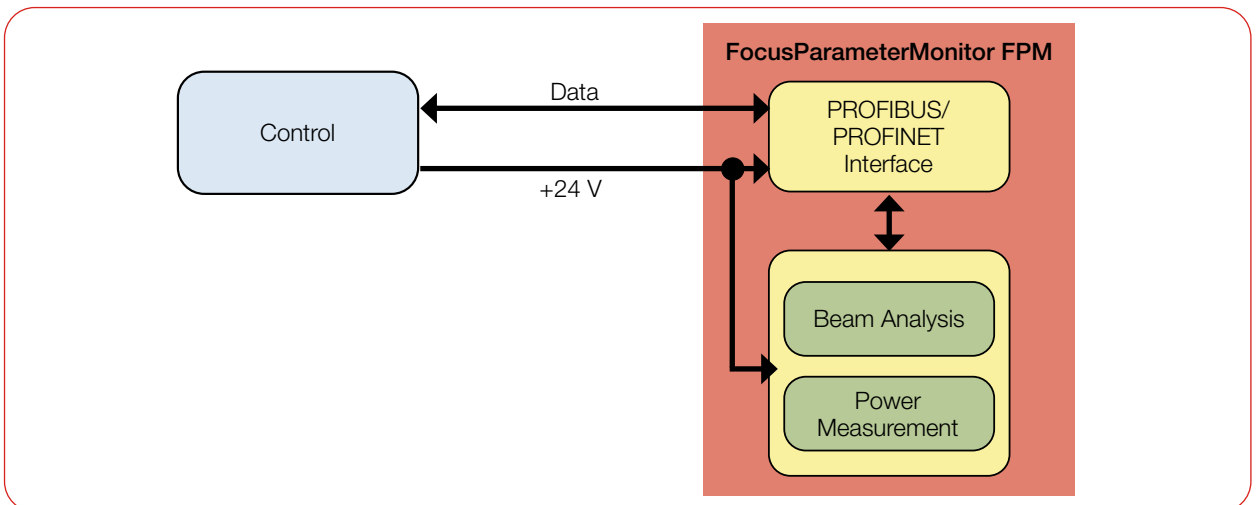 FocusParameterMonitor FPM
Control
Data
+24 V
PROFIBUS/
PROFINET
Interface
Beam Analysis
Power
Measurement